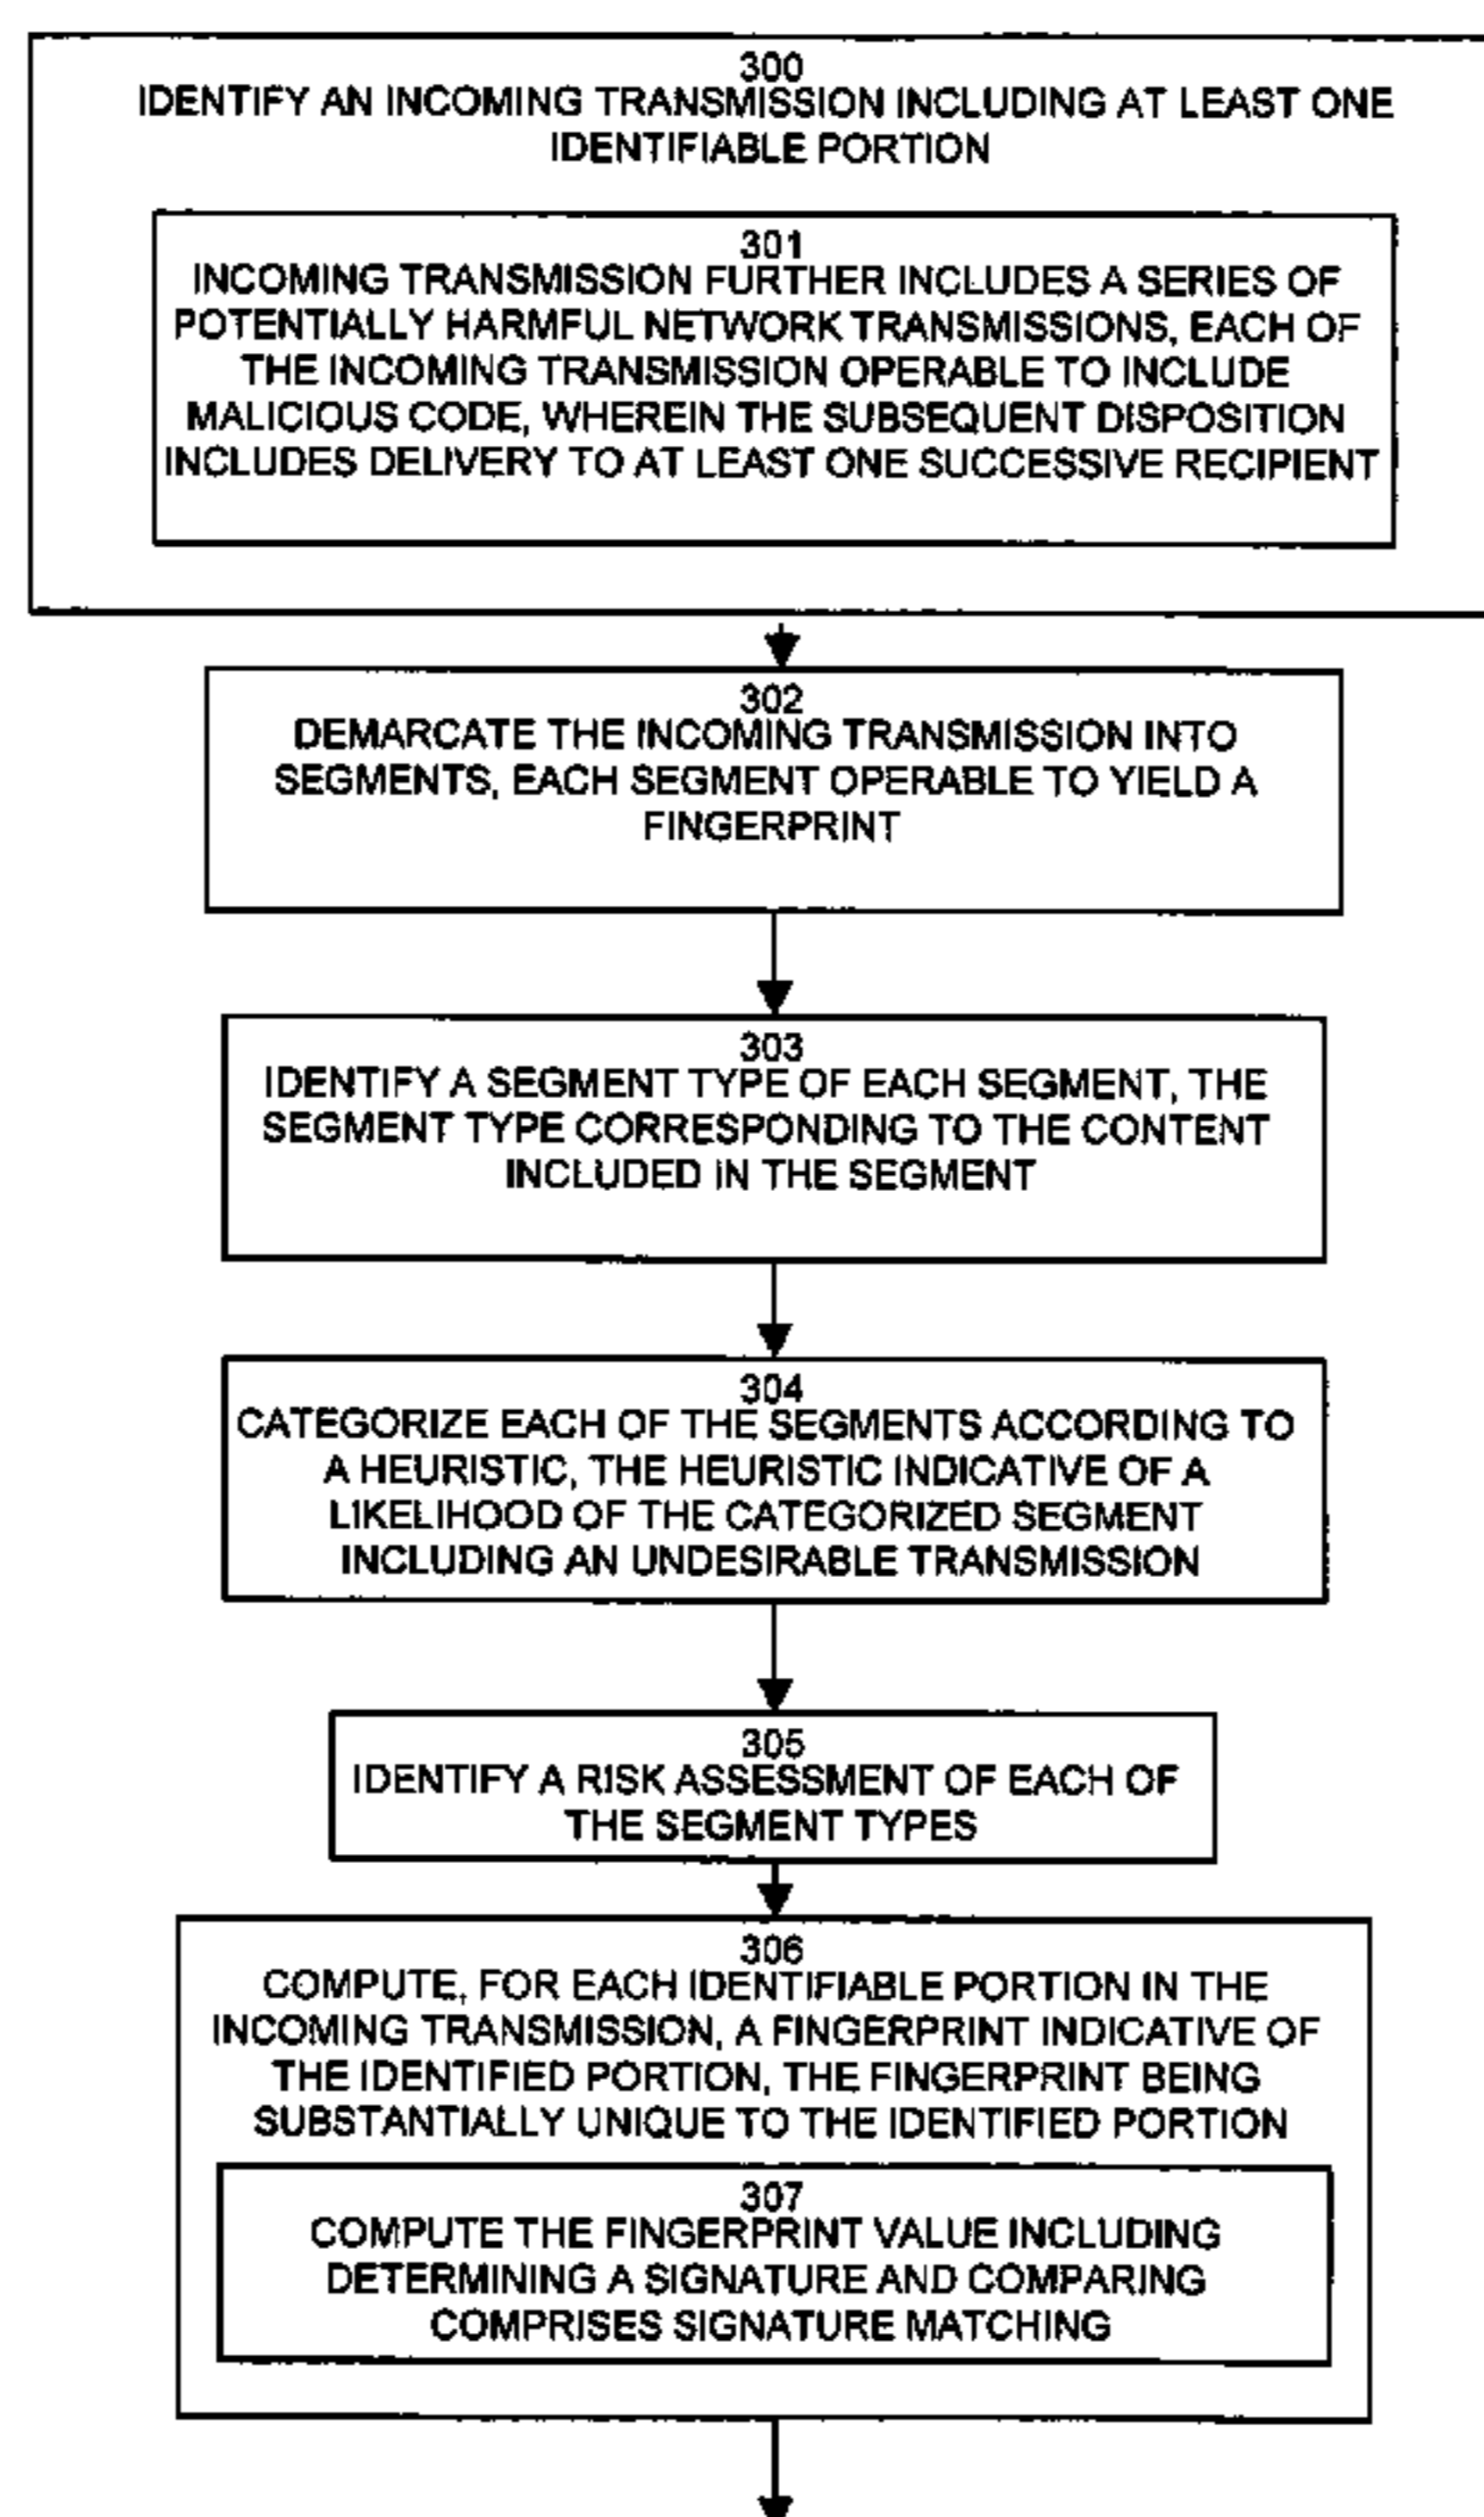 300
IDENTIFY AN INCOMING TRANSMISSION INCLUDING AT LEAST ONE
IDENTIFIABLE PORTION
301
INCOMING TRANSMISSION FURTHER INCLUDES A SERIES OF
POTENTIALLY HARMFUL NETWORK TRANSMISSIONS, EACH OF
THE INCOMING TRANSMISSION OPERABLE TO INCLUDE
MALICIOUS CODE, WHEREIN THE SUBSEQUENT DISPOSITION
INCLUDES DELIVERY TO AT LEAST ONE SUCCESSIVE RECIPIENT
302
DEMARCATE THE INCOMING TRANSMISSION INTO
SEGMENTS, EACH SEGMENT OPERABLE TO YIELD A
FINGERPRINT
303
IDENTIFY A SEGMENT TYPE OF EACH SEGMENT, THE
SEGMENT TYPE CORRESPONDING TO THE CONTENT
INCLUDED IN THE SEGMENT
304
CATEGORIZE EACH OF THE SEGMENTS ACCORDING TO
A HEURISTIC, THE HEURISTIC INDICATIVE OF A
LIKELIHOOD OF THE CATEGORIZED SEGMENT
INCLUDING AN UNDESIRABLE TRANSMISSION
305
IDENTIFY A RISK ASSESSMENT OF EACH OF
THE SEGMENT TYPES
306
COMPUTE, FOR EACH IDENTIFIABLE PORTION IN THE
INCOMING TRANSMISSION, A FINGERPRINT INDICATIVE OF
THE IDENTIFIED PORTION, THE FINGERPRINT BEING
SUBSTANTIALLY UNIQUE TO THE IDENTIFIED PORTION
307
COMPUTE THE FINGERPRINT VALUE INCLUDING
DETERMINING A SIGNATURE AND COMPARING
COMPRISES SIGNATURE MATCHING